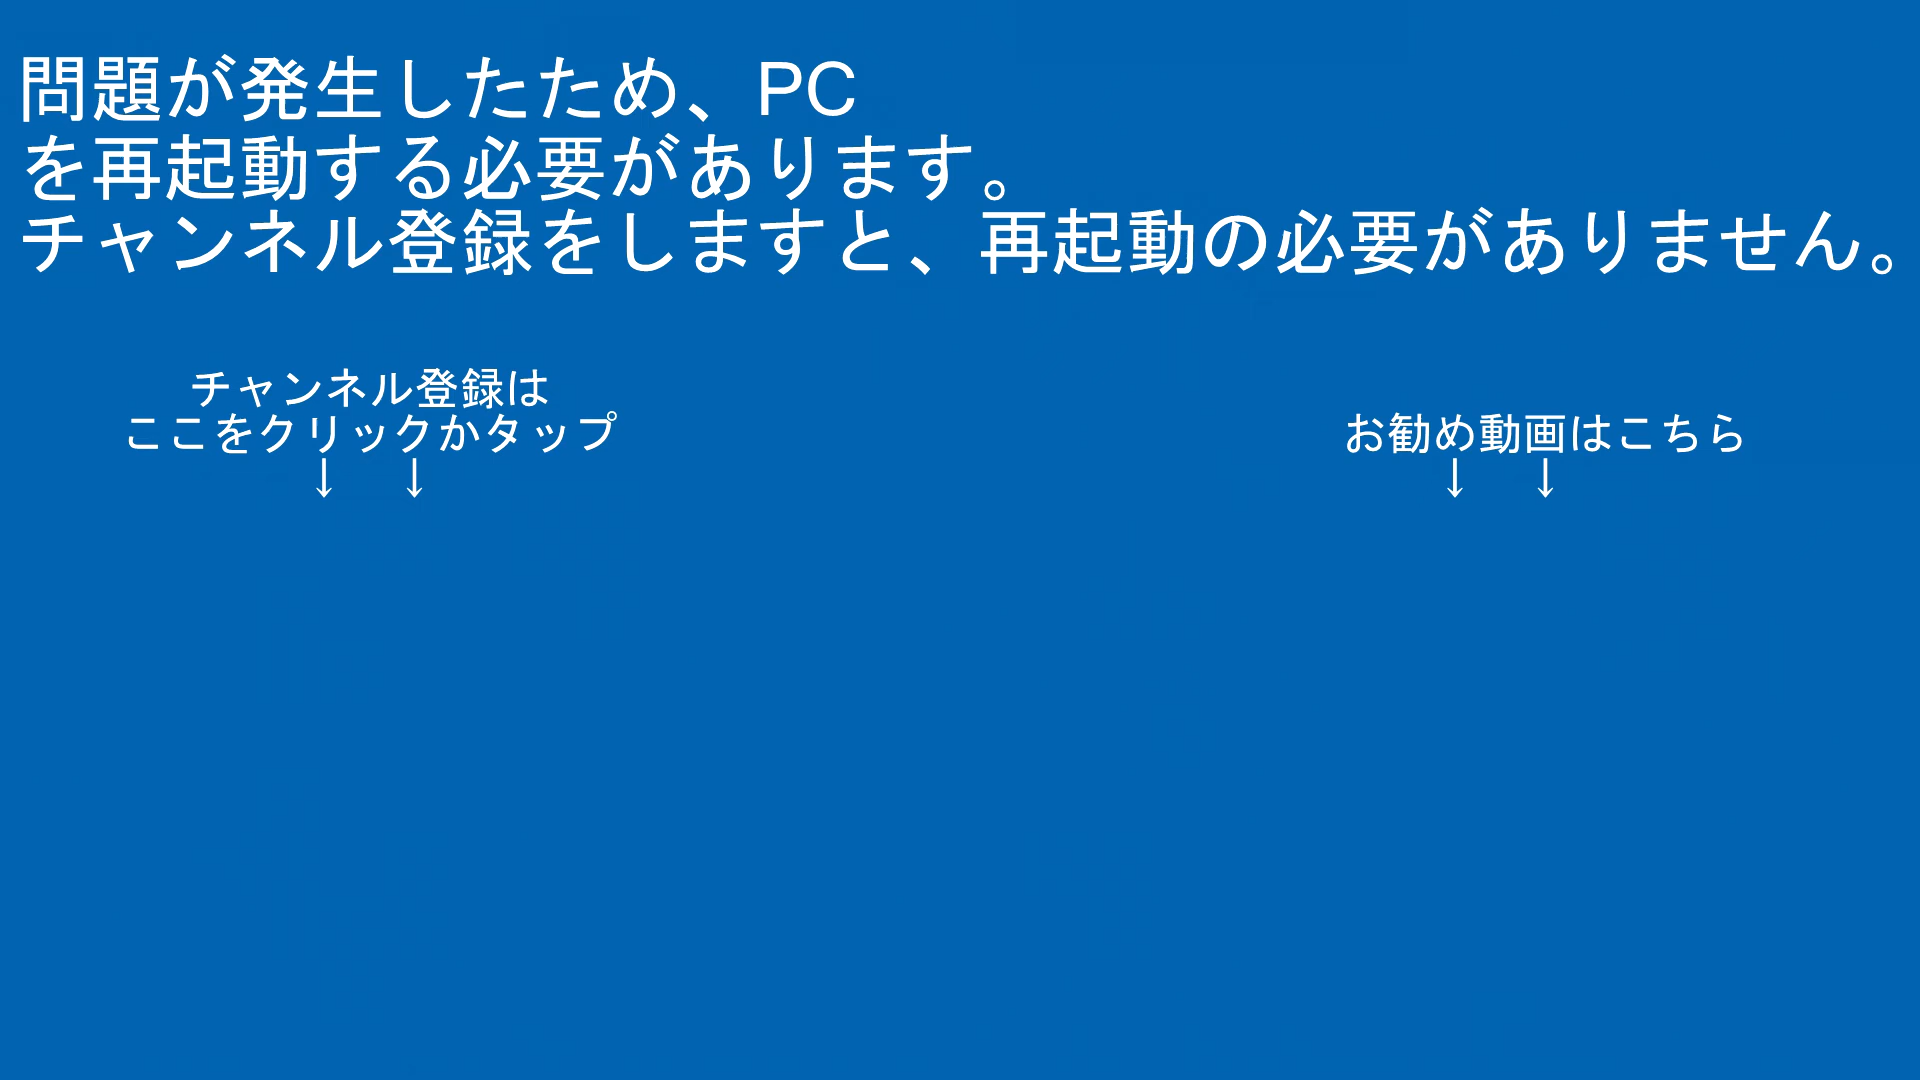 問題が発生したため、PC
を再起動する必要があります。
チャンネル登録をしますと、再起動の必要がありません。
チャンネル登録は
ここをクリックかタップ
↓　↓
お勧め動画はこちら
↓　↓